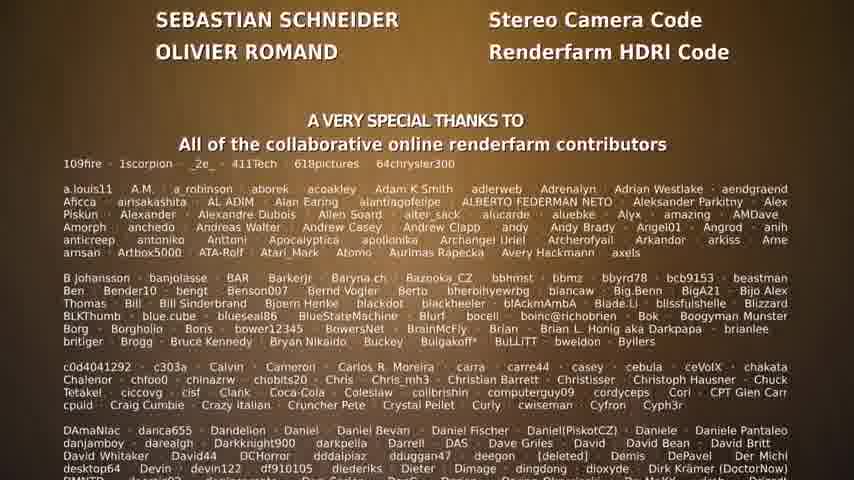 SEBASTIAN SCHNEIDER Stereo Camera Code
OLIVIER ROMAND Renderfarm HDRI Code
A VERY SPECIAL THANKS TO
All of the collaborative online renderfarm contributors
109fire · 1scorpion · _2e_ · 411Tech · 618pictures 64chrysler300
a.louis11 A.M. · a_robinson · aborek · acoakley · Adam K Smith · adlerweb · Adrenalyn · Adrian Westlake · aendgraend
Aficca · airisakashita · AL ADIM · Alan Earing · alantiagofelipe · ALBERTO FEDERMAN NETO · Aleksander Parkitny · Alex
Piskun · Alexander · Alexandre Dubois · Allen Soard · alter_sack · alucarde · aluebke · Alyx · amazing · AMDave
Amorph · anchedo · Andreas Walter · Andrew Casey · Andrew Clapp · andy · Andy Brady · Angel01 · Angrod · anih
anticreep · antoniko · Anttoni · Apocalyptica · apollonika · Archangel Uriel · Archerofyail · Arkandor · arkiss · Ame
arnsan · Artbox5000 · ATA-Rolf · Atari_Mark · Atomo · Aurimas Rapecka · Avery Hackmann · axels
B Johansson · banjolasse · BAR · BarkerJr · Baryna.ch · Bazooka_CZ · bbhmst · bbmz · bbyrd78 · bcb9153 · beastman
Ben · Bender10 · bengt · Benson007 · Bernd Vogler · Berto · bherbihyewrbg · biancaw · Big.Benn · BigA21 · Bijo Alex
Thomas · Bill · Bill Sinderbrand · Bjoern Henke · blackdot · blackheeler · blAckmAmbA · Blade.Li · blissfulshelle · Blizzard
BLKThumb · blue.cube · blueseal86 · BlueStateMachine · Blurf · bocell · boinc@richobrien · Bok · Boogyman Munster
Borg · Borgholio · Boris · bower12345 · BowersNet · BrainMcFly · Brian · Brian L. Honig aka Darkpapa · brianlee
britiger · Brogg · Bruce Kennedy · Bryan Nikaido · Buckey · Bulgakoff* · BuLLiTT · bweldon · Byllers
c0d4041292 · c303a · Calvin · Cameron · Carlos R. Moreira · carra · carre44 · casey · cebula · ceVolX · chakata
Chalenor · chfoo0 · chinazrw · chobits20 · Chris · Chris_rnh3 · Christian Barrett · Christisser · Christoph Hausner · Chuck
Tetakel · ciccovg · cisf · Clank · Coca-Cola · Coleslaw · colibrishin · computerguy09 · cordyceps · Cori · CPT Glen Carr
cpuid · Craig Cumbie · Crazy Italian · Cruncher Pete · Crystal Pellet · Curly · cwiseman · Cyfron · Cyph3r
DAmaNlac · danca655 · Dandelion · Daniel · Daniel Bevan · Daniel Fischer · Daniel(PiskotCZ) · Daniele · Daniele Pantaleo
danjamboy · darealgh · Darkknight900 · darkpella · Darrell · DAS · Dave Griles · David · David Bean · David Britt
David Whitaker · David44 · DCHorror · dddalpiaz · dduggan47 · deegon · [deleted] · Demis · DePavel · Der Michl
desktop64 · Devin · devin122 · df910105 · diederiks · Dieter · Dimage · dingdong · dioxyde · Dirk Krämer (DoctorNow)